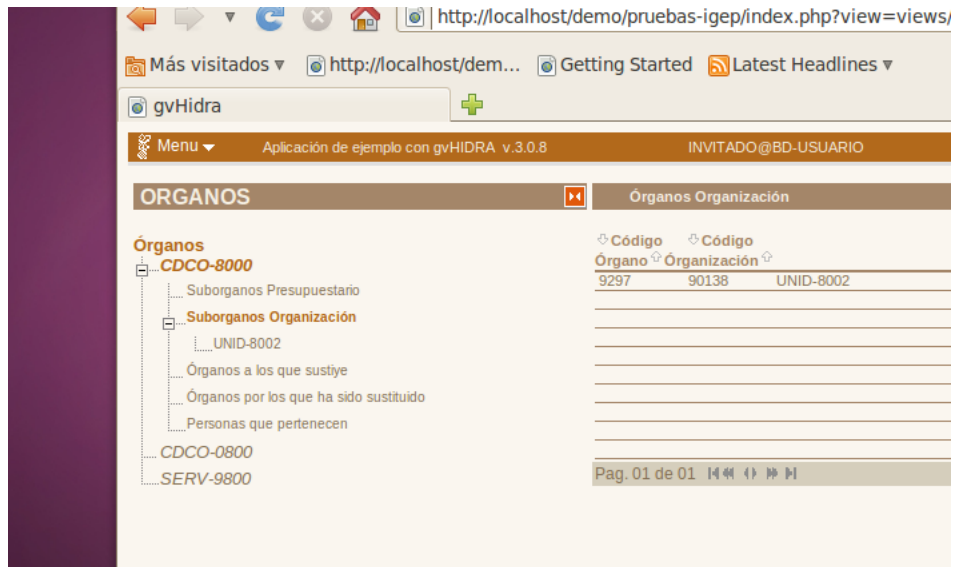 http://localhost/demo/pruebas-igep/index.php?view=views/
Más visitados http://localhost/dem... Getting Started Latest Headlines
gvHidra
Menu Aplicación de ejemplo con gvHIDRA v.3.0.8 INVITADO@BD-USUARIO
ORGANOS
Órganos
CDCO-8000
Suborganos Presupuestario
Suborganos Organización
UNID-8002
Órganos a los que sustiye
Órganos por los que ha sido sustituido
Personas que pertenecen
CDCO-0800
SERV-9800
Órganos Organización
Código Código
Órgano Órganización
9297 90138 UNID-8002
Pag. 01 de 01